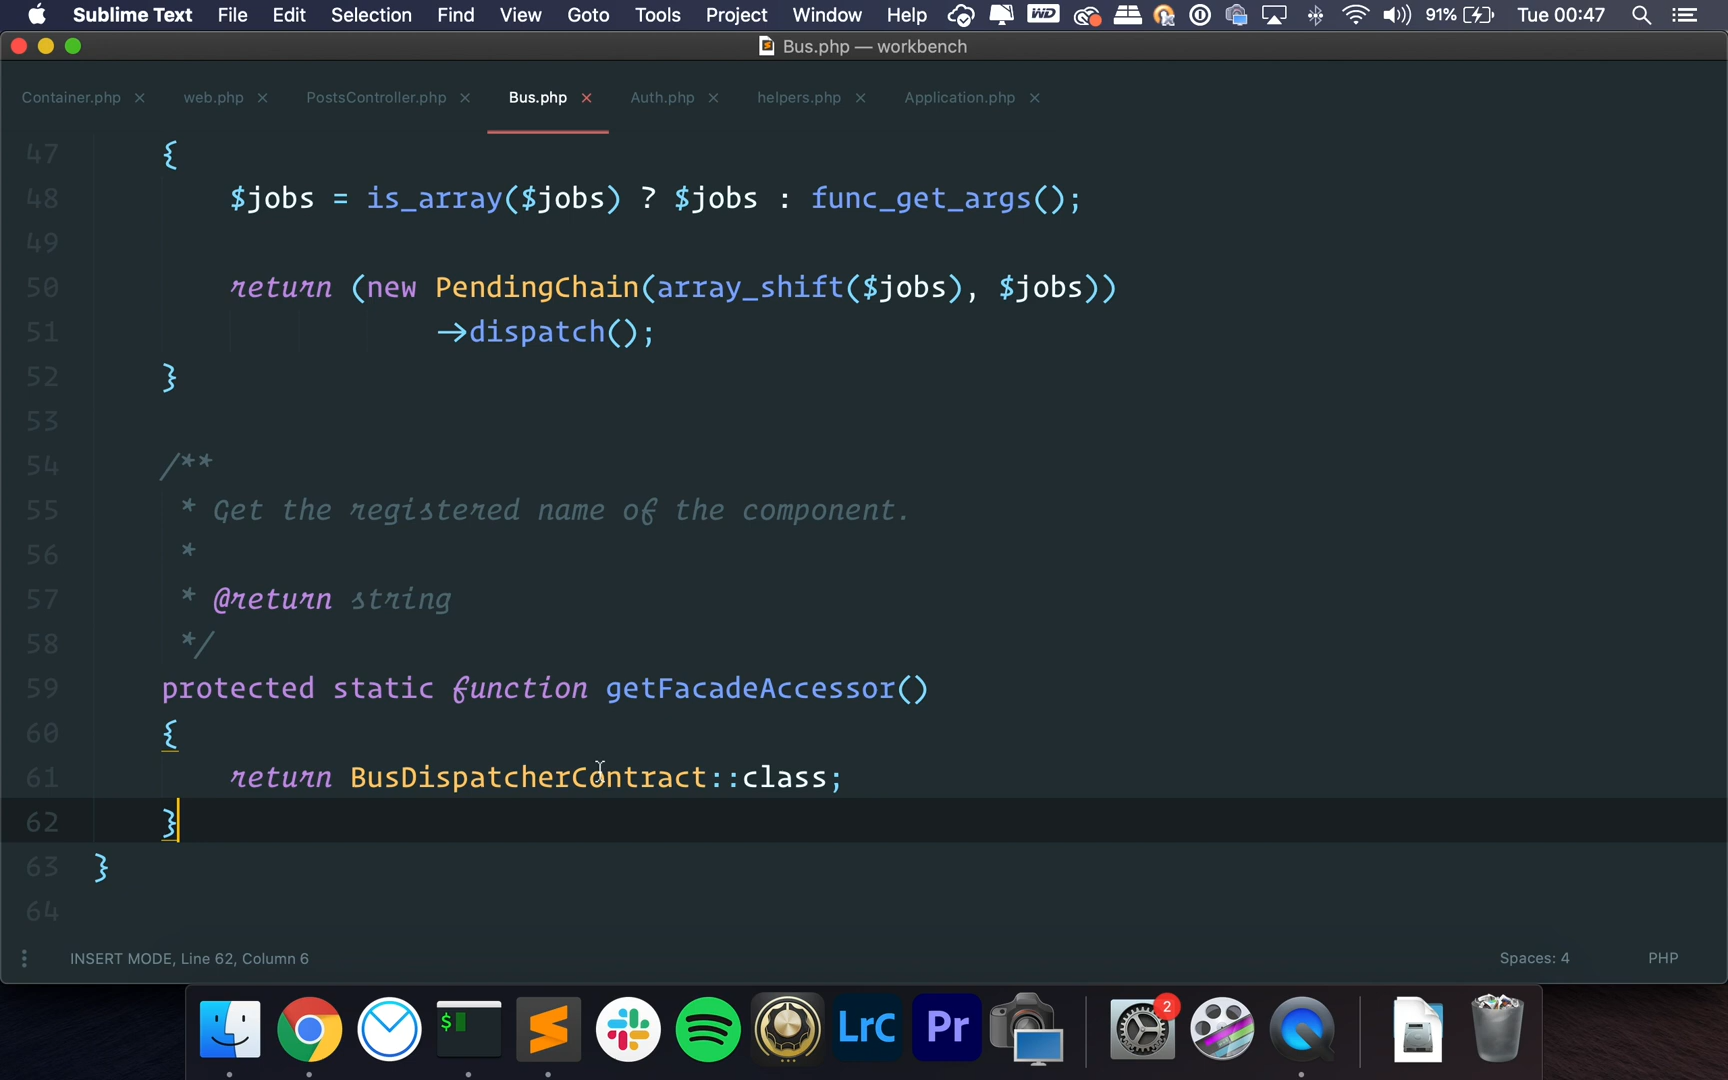 Sublime Text File Edit Selection Find View Goto Tools Project Window Help WD 91% Tue 00:47
Bus.php — workbench
Container.php × web.php × PostsController.php × Bus.php × Auth.php × helpers.php × Application.php ×
47 {
48 $jobs = is_array($jobs) ? $jobs : func_get_args();
49
50 return (new PendingChain(array_shift($jobs), $jobs))
51 ->dispatch();
52 }
53
54 /**
55 * Get the registered name of the component.
56 *
57 * @return string
58 */
59 protected static function getFacadeAccessor()
60 {
61 return BusDispatcherContract::class;
62 }
63 }
64
INSERT MODE, Line 62, Column 6 Spaces: 4 PHP
$ LrC Pr 2